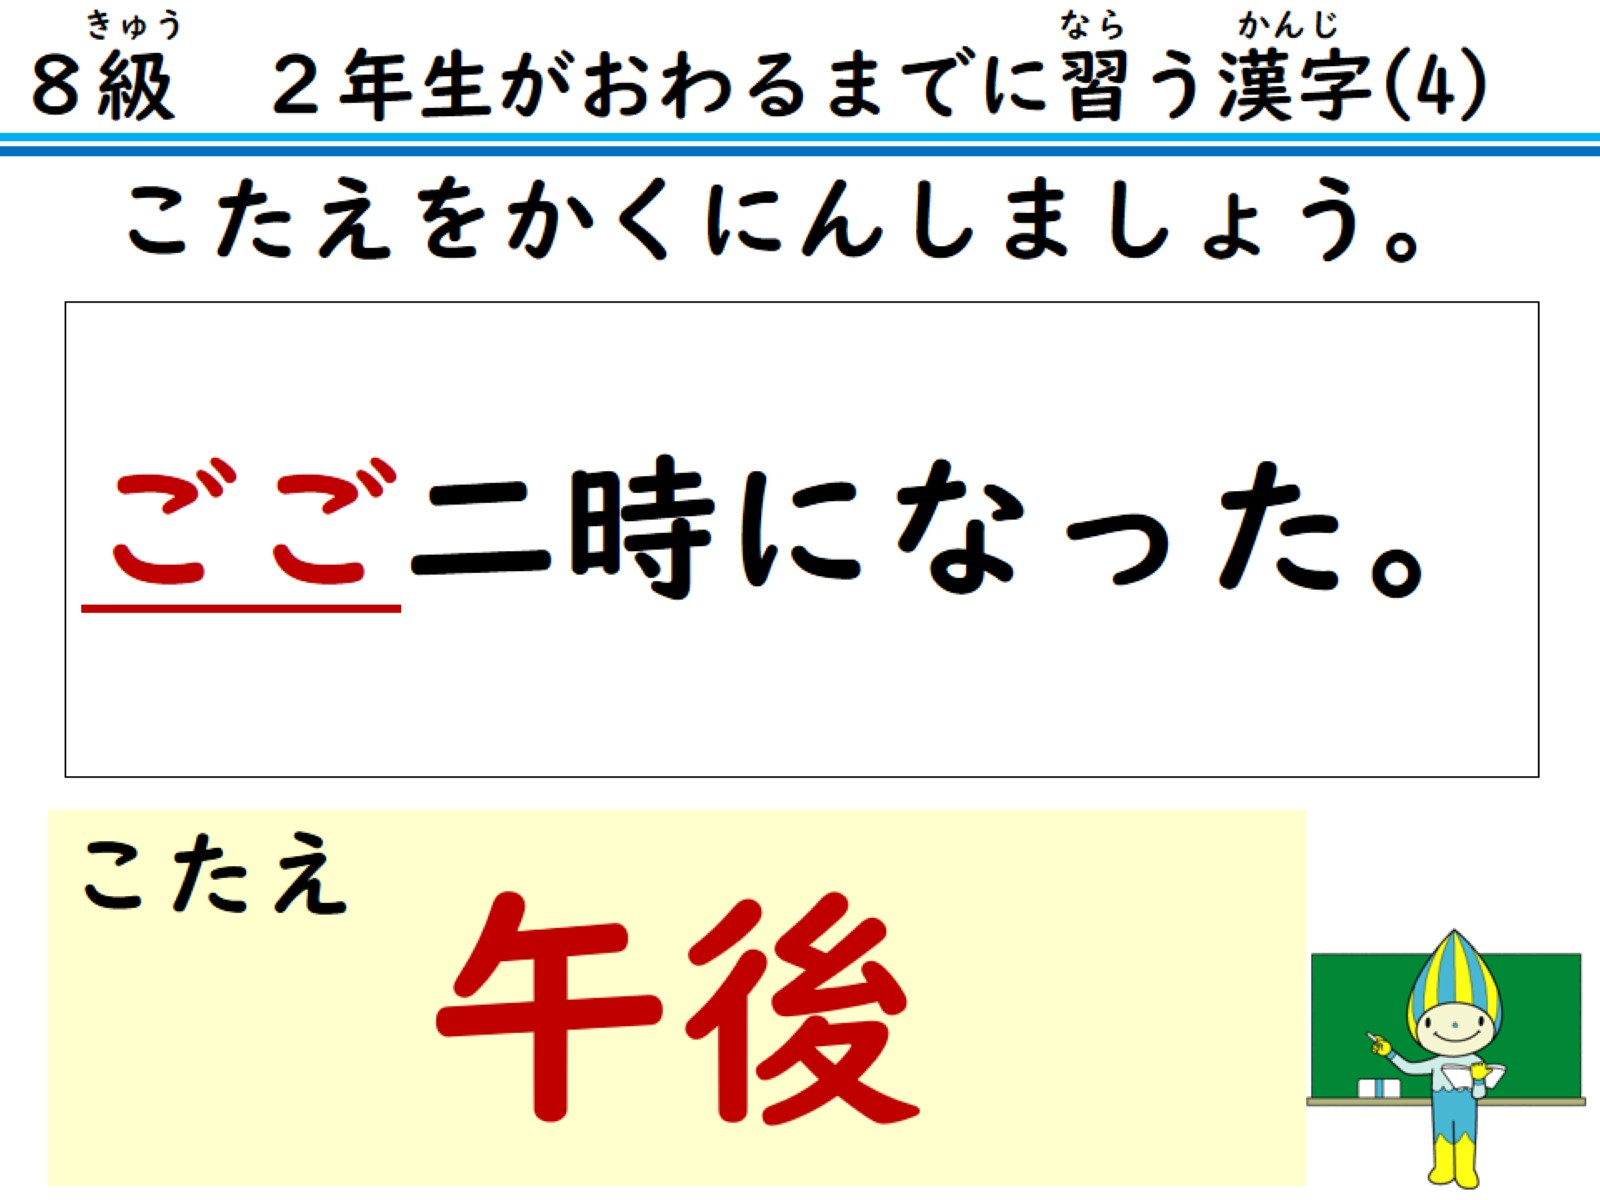 きゅう なら かんじ
8級 2年生がおわるまでに習う漢字(4)
こたえをかくにんしましょう。
ごご二時になった。
こたえ
午後